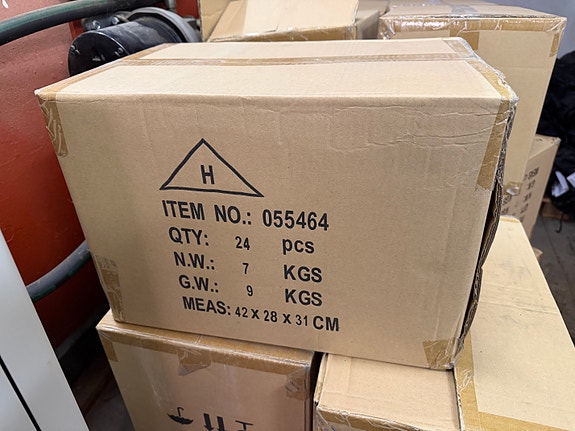 H
ITEM NO.: 055464
QTY: 24 pcs
N.W.: 7 KGS
G.W.: 9 KGS
MEAS: 42 X 28 X 31 CM